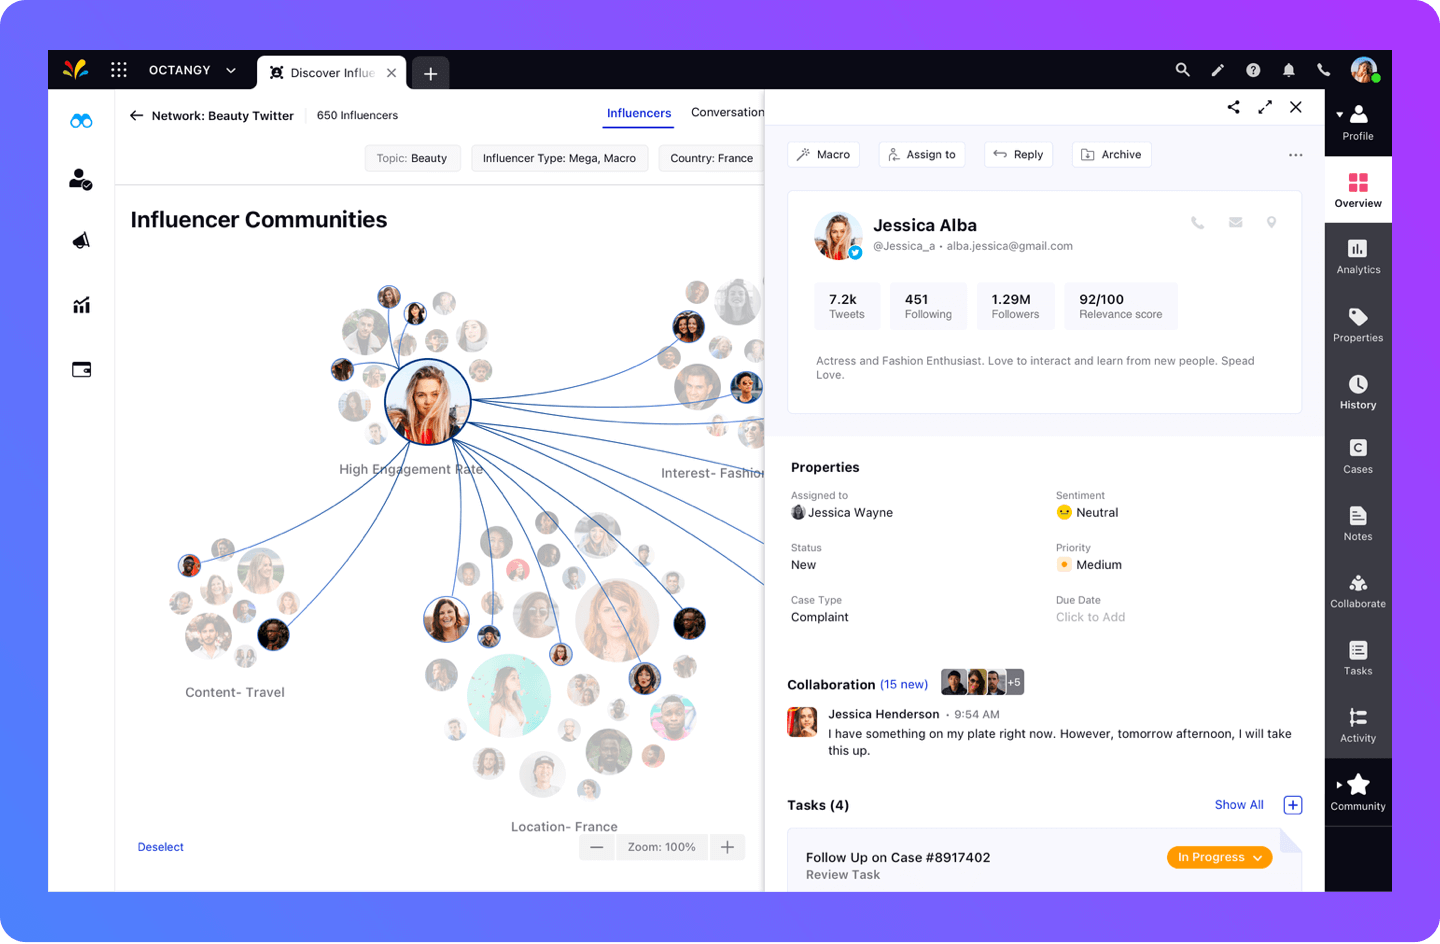 OCTANGY
Discover Influe
Network: Beauty Twitter
650 Influencers
Influencers
Conversation
Topic: Beauty
Influencer Type: Mega, Macro
Country: France
Influencer Communities
High Engagement Rate
Interest- Fashion
Content- Travel
Location- France
Deselect
Zoom: 100%
Macro
Assign to
Reply
Archive
Jessica Alba
@Jessica_a • alba.jessica@gmail.com
7.2k
Tweets
451
Following
1.29M
Followers
92/100
Relevance score
Actress and Fashion Enthusiast. Love to interact and learn from new people. Spead
Love.
Properties
Assigned to
Jessica Wayne
Sentiment
Neutral
Status
New
Priority
Medium
Case Type
Complaint
Due Date
Click to Add
Collaboration (15 new)
+5
Jessica Henderson • 9:54 AM
I have something on my plate right now. However, tomorrow afternoon, I will take
this up.
Tasks (4)
Show All
Follow Up on Case #8917402
Review Task
In Progress
Profile
Overview
Analytics
Properties
History
C
Cases
Notes
Collaborate
Tasks
Activity
Community